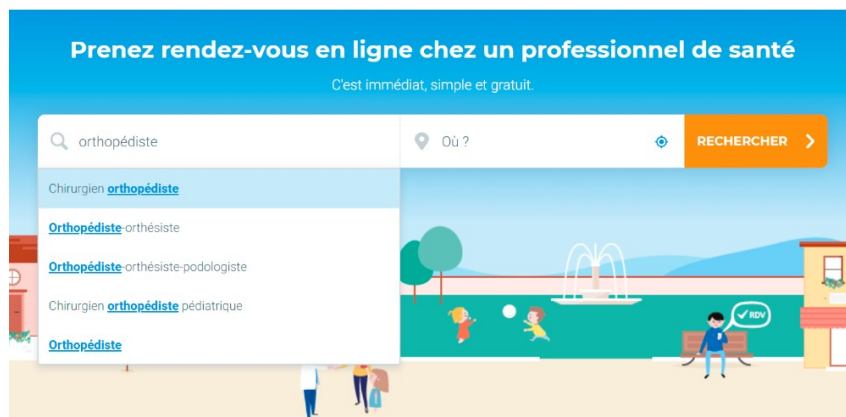 Prenez rendez-vous en ligne chez un professionnel de santé
C'est immédiat, simple et gratuit.
orthopédiste
Où ?
RECHERCHER
Chirurgien orthopédiste
Orthopédiste-orthésiste
Orthopédiste-orthésiste-podologiste
Chirurgien orthopédiste pédiatrique
Orthopédiste
RDV